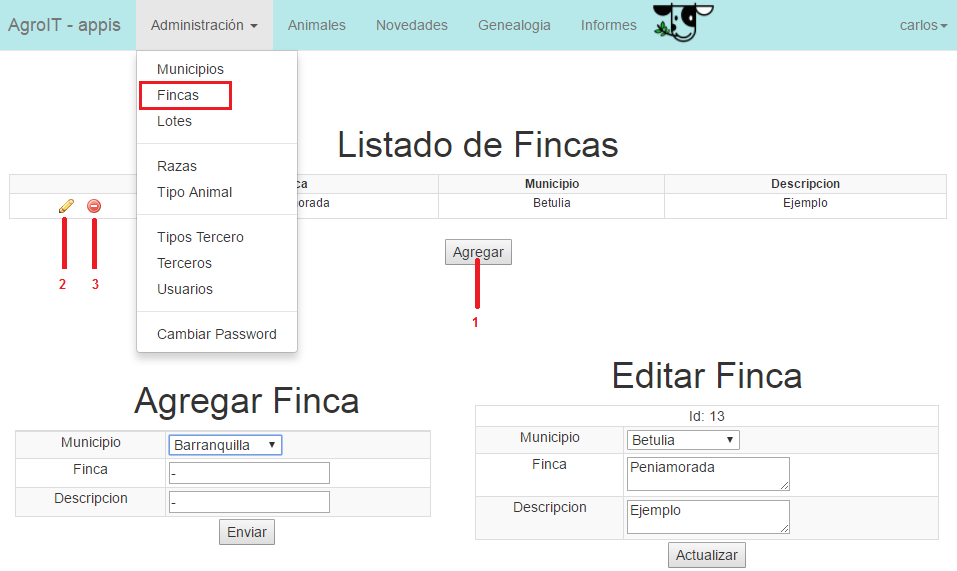 AgroIT - appis Administración Animales Novedades Genealogia Informes carlos
Municipios
Fincas
Lotes
Razas
Tipo Animal
Tipos Tercero
Terceros
Usuarios
Cambiar Password
Listado de Fincas
ca Municipio Descripcion
orada Betulia Ejemplo
2 3
Agregar
1
Agregar Finca
Municipio Barranquilla
Finca -
Descripcion -
Enviar
Editar Finca
Id: 13
Municipio Betulia
Finca Peniamorada
Descripcion Ejemplo
Actualizar